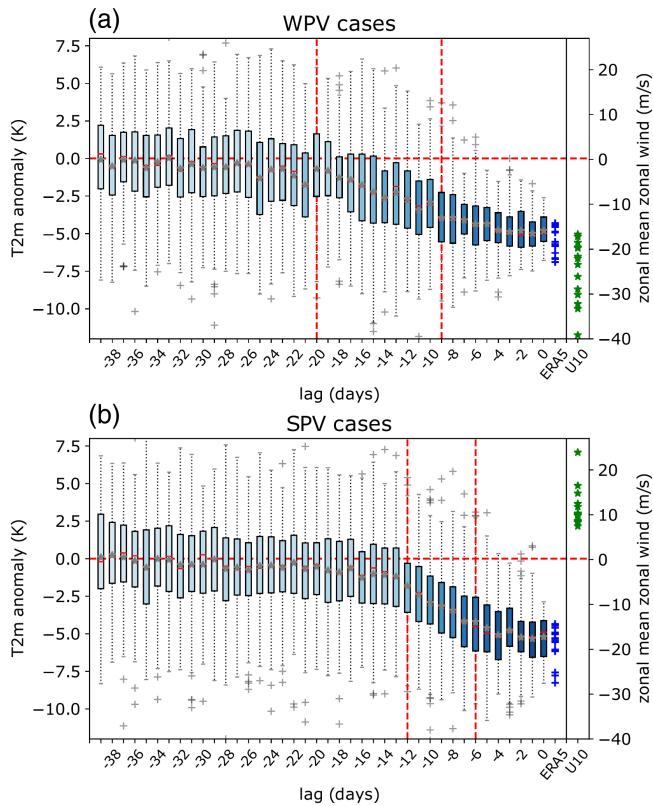 (a)
WPV cases
7.5
5.0
2.5
0.0
−2.5
−5.0
−7.5
−10.0
T2m anomaly (K)
20
10
0
−10
−20
−30
−40
zonal mean zonal wind (m/s)
-38 -36 -34 -32 -30 -28 -26 -24 -22 -20 -18 -16 -14 -12 -10 -8 -6 -4 -2 0 ERA5 U10
lag (days)
(b)
SPV cases
7.5
5.0
2.5
0.0
−2.5
−5.0
−7.5
−10.0
T2m anomaly (K)
20
10
0
−10
−20
−30
−40
zonal mean zonal wind (m/s)
-38 -36 -34 -32 -30 -28 -26 -24 -22 -20 -18 -16 -14 -12 -10 -8 -6 -4 -2 0 ERA5 U10
lag (days)